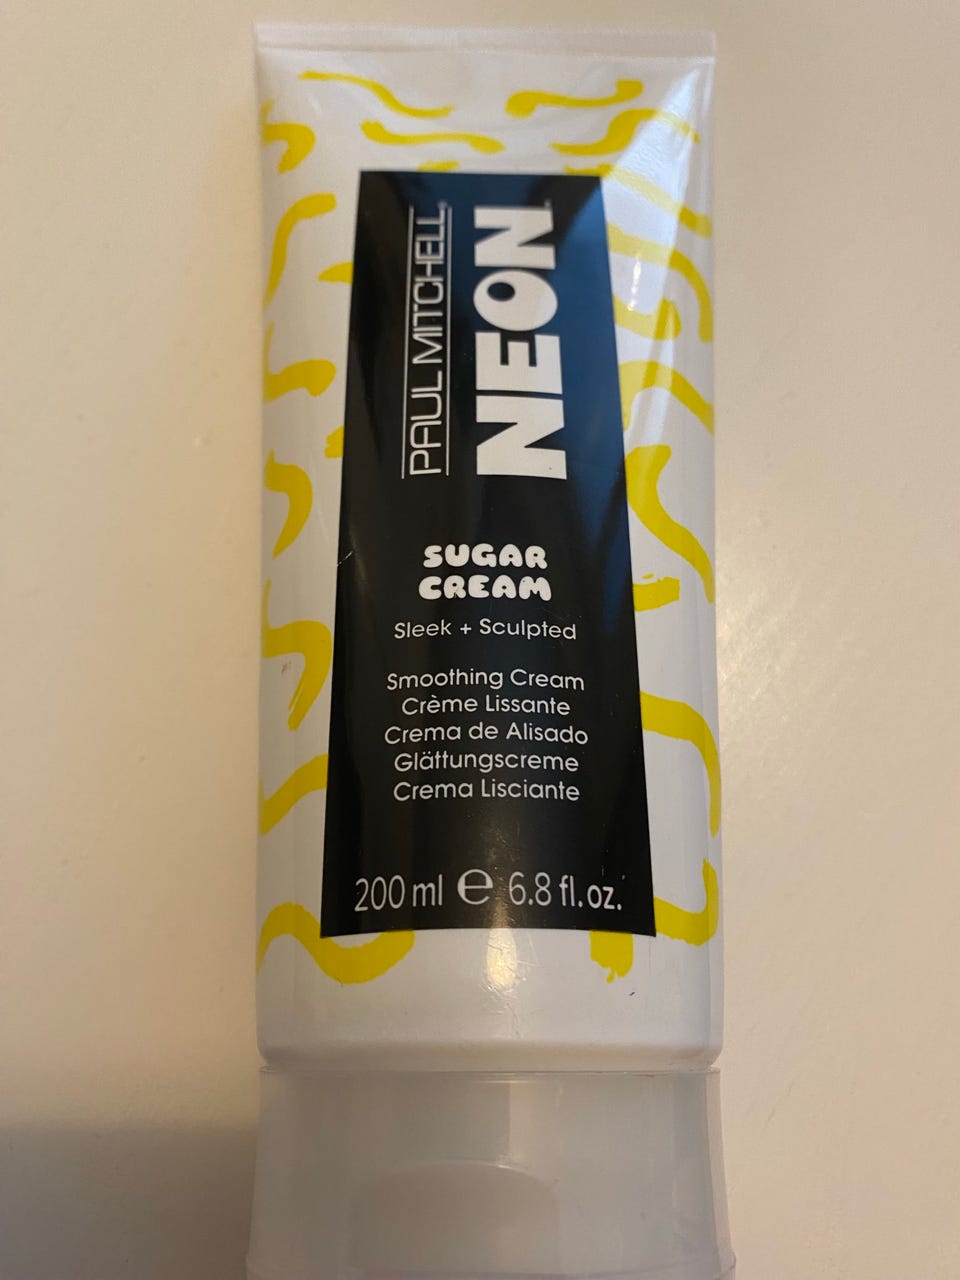 PAUL MITCHELL®
NEON™
SUGAR
CREAM
Sleek + Sculpted
Smoothing Cream
Crème Lissante
Crema de Alisado
Glättungscreme
Crema Lisciante
200 ml ℮ 6.8 fl. oz.